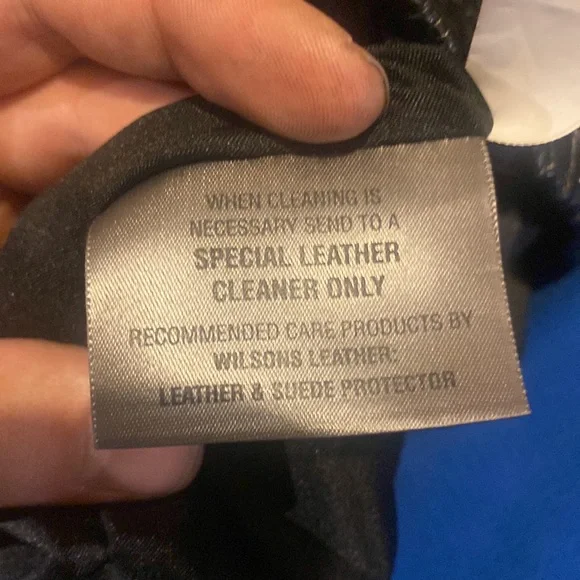 WHEN CLEANING IS
NECESSARY SEND TO A
SPECIAL LEATHER
CLEANER ONLY
RECOMMENDED CARE PRODUCTS BY
WILSONS LEATHER:
LEATHER & SUEDE PROTECTOR